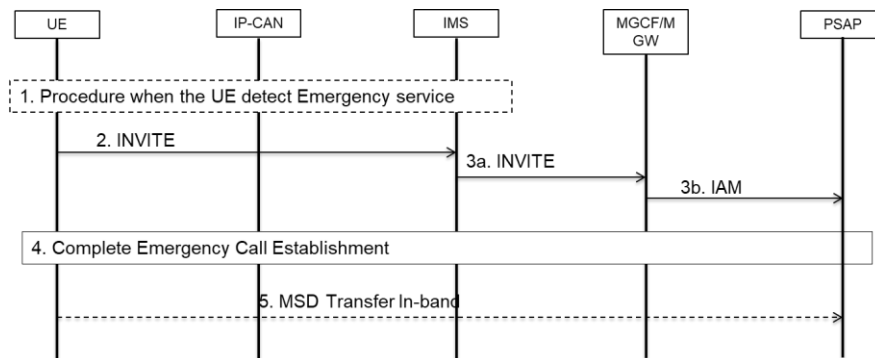 UE
IP-CAN
IMS
MGCF/M
GW
PSAP
1. Procedure when the UE detect Emergency service
2. INVITE
3a. INVITE
3b. IAM
4. Complete Emergency Call Establishment
5. MSD Transfer In-band